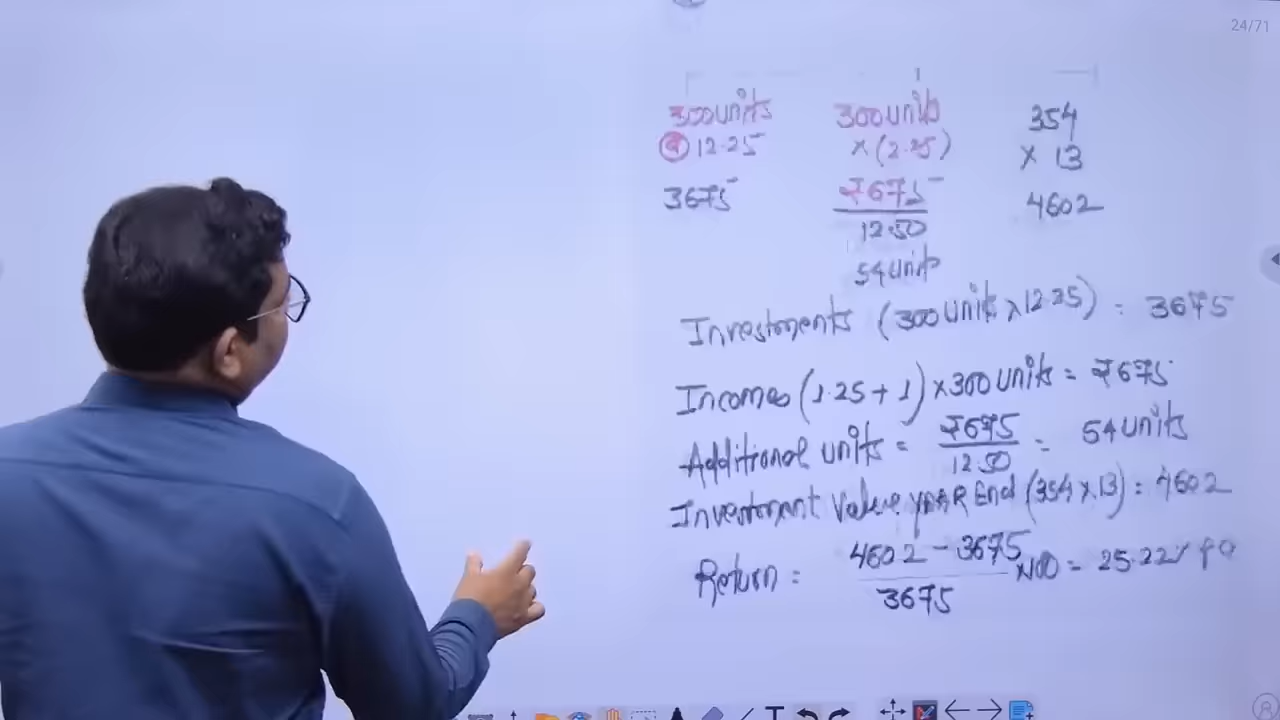 24/71
300units 300units 354
@ 12.25 × (2.25) × 13
3675 ₹675 4602
12.50
54units
Investments (300 units × 12.25) : 3675
Incomes (1.25 + 1) × 300 units = ₹675
Additional units = ₹675 / 12.50 = 54 units
Investment value YEAR End (354 × 13) : 4602
Return : 4602 - 3675 / 3675 × 100 = 25.22%